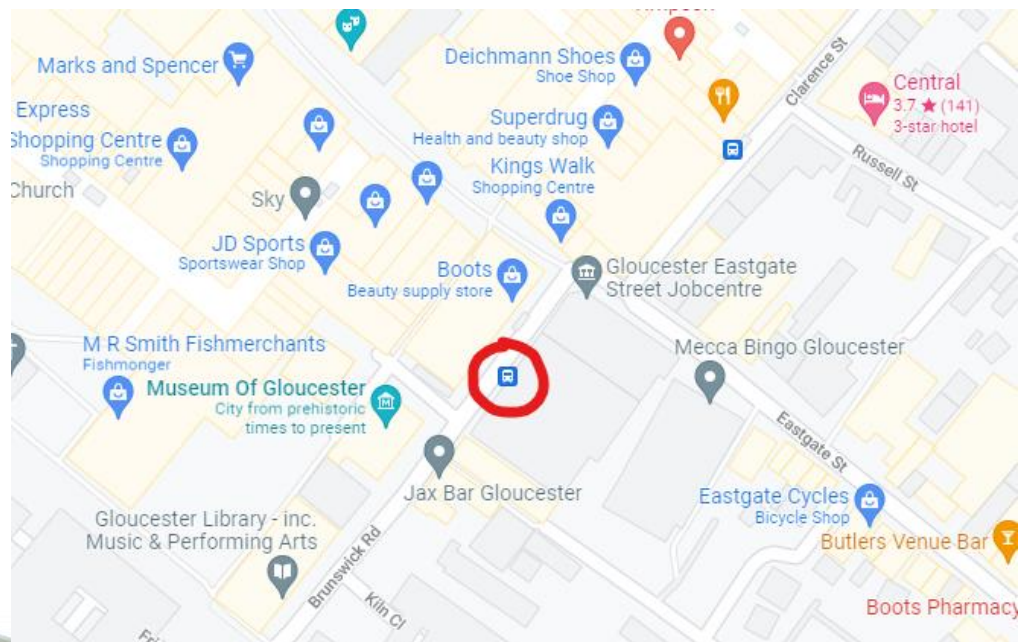 Marks and Spencer
Deichmann Shoes
Shoe Shop
Clarence St
Central
3.7 ★ (141)
3-star hotel
Express
Shopping Centre
Shopping Centre
Superdrug
Health and beauty shop
Kings Walk
Shopping Centre
Russell St
Church
Sky
JD Sports
Sportswear Shop
Boots
Beauty supply store
Gloucester Eastgate
Street Jobcentre
M R Smith Fishmerchants
Fishmonger
Mecca Bingo Gloucester
Museum Of Gloucester
City from prehistoric
times to present
Eastgate St
Jax Bar Gloucester
Eastgate Cycles
Bicycle Shop
Gloucester Library - inc.
Music & Performing Arts
Butlers Venue Bar
Brunswick Rd
Kiln Cl
Boots Pharmacy